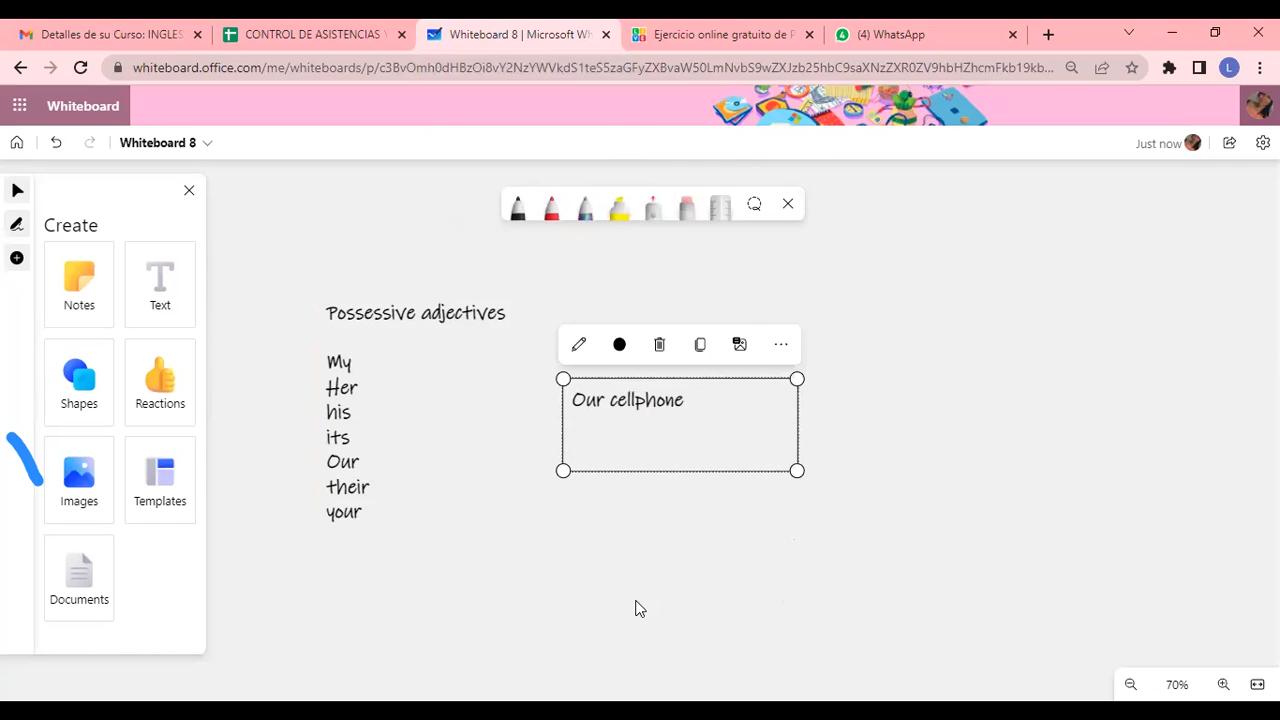 Detalles de su Curso: INGLES
CONTROL DE ASISTENCIAS
Whiteboard 8 | Microsoft Wh
Ejercicio online gratuito de P
(4) WhatsApp
Whiteboard
Whiteboard 8
Just now
Create
Notes
Text
Shapes
Reactions
Images
Templates
Documents
Possessive adjectives
My
Her
his
its
Our
their
your
Our cellphone
70%
L